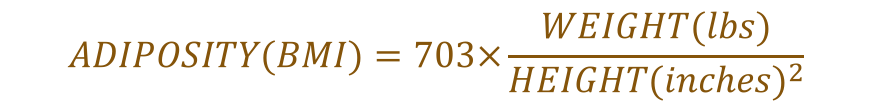 ADIPOSITY(BMI) = 703× WEIGHT(lbs)
HEIGHT(inches)²